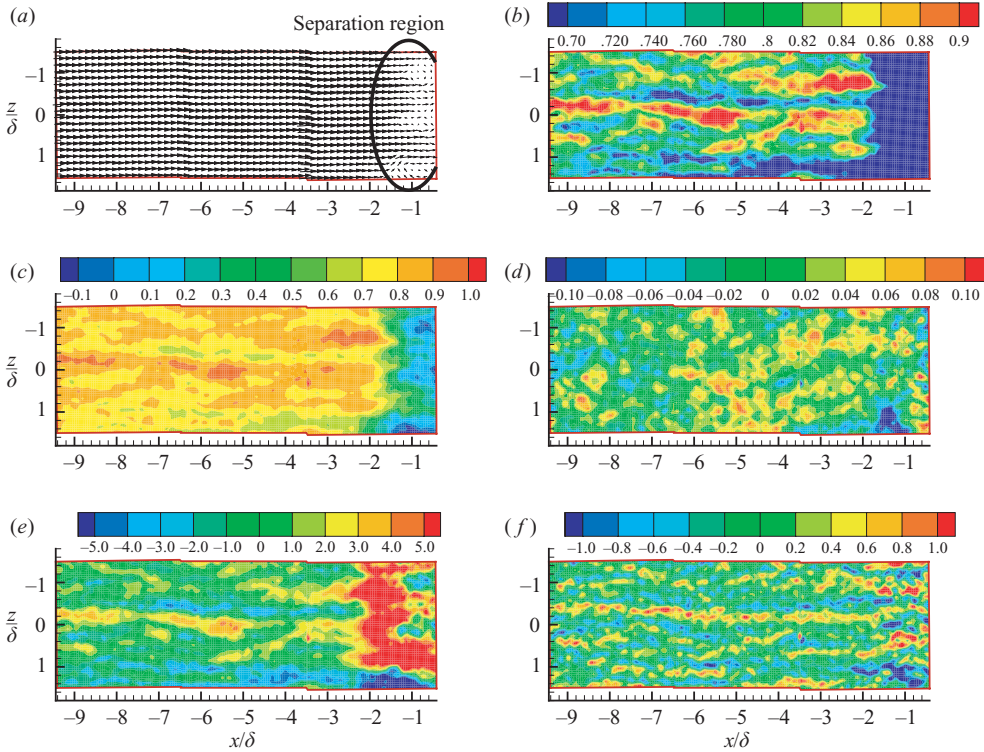 (a) Separation region
(b)
0.70 .720 .740 .760 .780 .8 0.82 0.84 0.86 0.88 0.9
-1
0
1
z/δ
−9 −8 −7 −6 −5 −4 −3 −2 −1
−9 −8 −7 −6 −5 −4 −3 −2 −1
(c)
−0.1 0 0.1 0.2 0.3 0.4 0.5 0.6 0.7 0.8 0.9 1.0
(d)
−0.10 −0.08 −0.06 −0.04 −0.02 0 0.02 0.04 0.06 0.08 0.10
-1
0
1
z/δ
-1
0
1
−9 −8 −7 −6 −5 −4 −3 −2 −1
−9 −8 −7 −6 −5 −4 −3 −2 −1
(e)
−5.0 −4.0 −3.0 −2.0 −1.0 0 1.0 2.0 3.0 4.0 5.0
(f)
−1.0 −0.8 −0.6 −0.4 −0.2 0 0.2 0.4 0.6 0.8 1.0
-1
0
1
z/δ
−9 −8 −7 −6 −5 −4 −3 −2 −1
−9 −8 −7 −6 −5 −4 −3 −2 −1
x/δ
x/δ